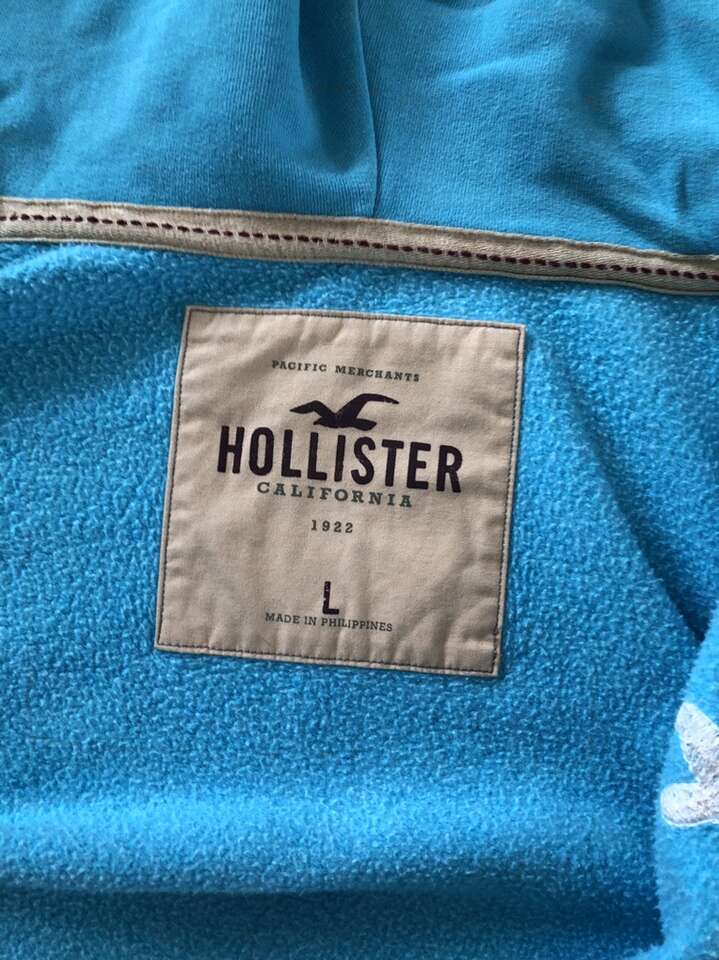 PACIFIC MERCHANTS
HOLLISTER
CALIFORNIA
1922
L
MADE IN PHILIPPINES